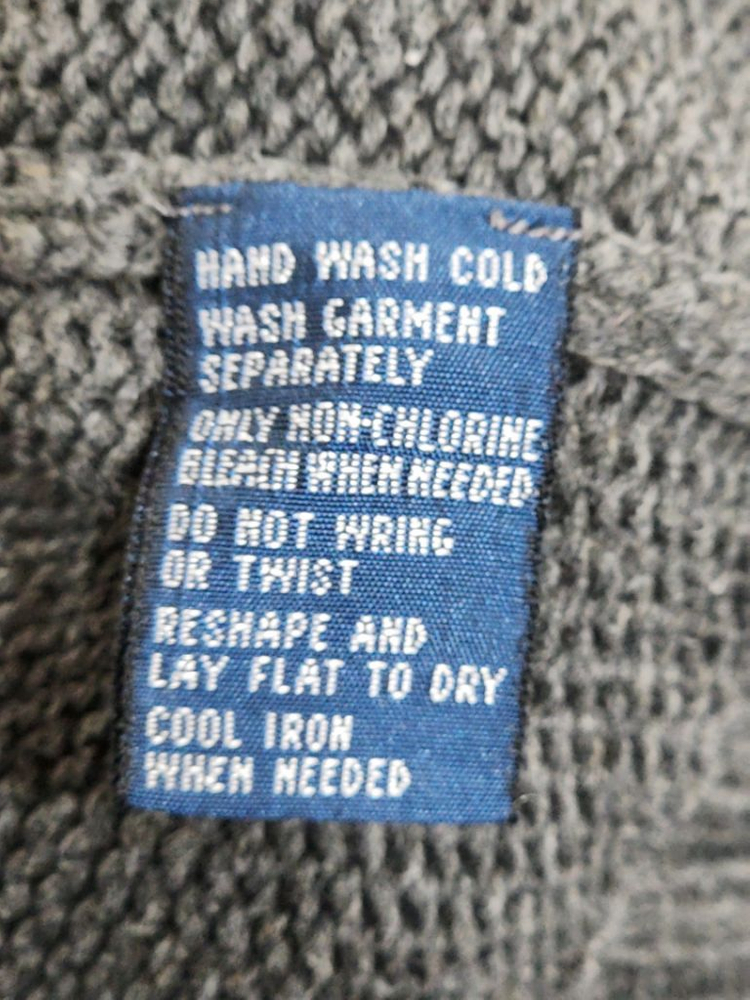 HAND WASH COLD
WASH GARMENT
SEPARATELY
ONLY NON-CHLORINE
BLEACH WHEN NEEDED
DO NOT WRING
OR TWIST
RESHAPE AND
LAY FLAT TO DRY
COOL IRON
WHEN NEEDED